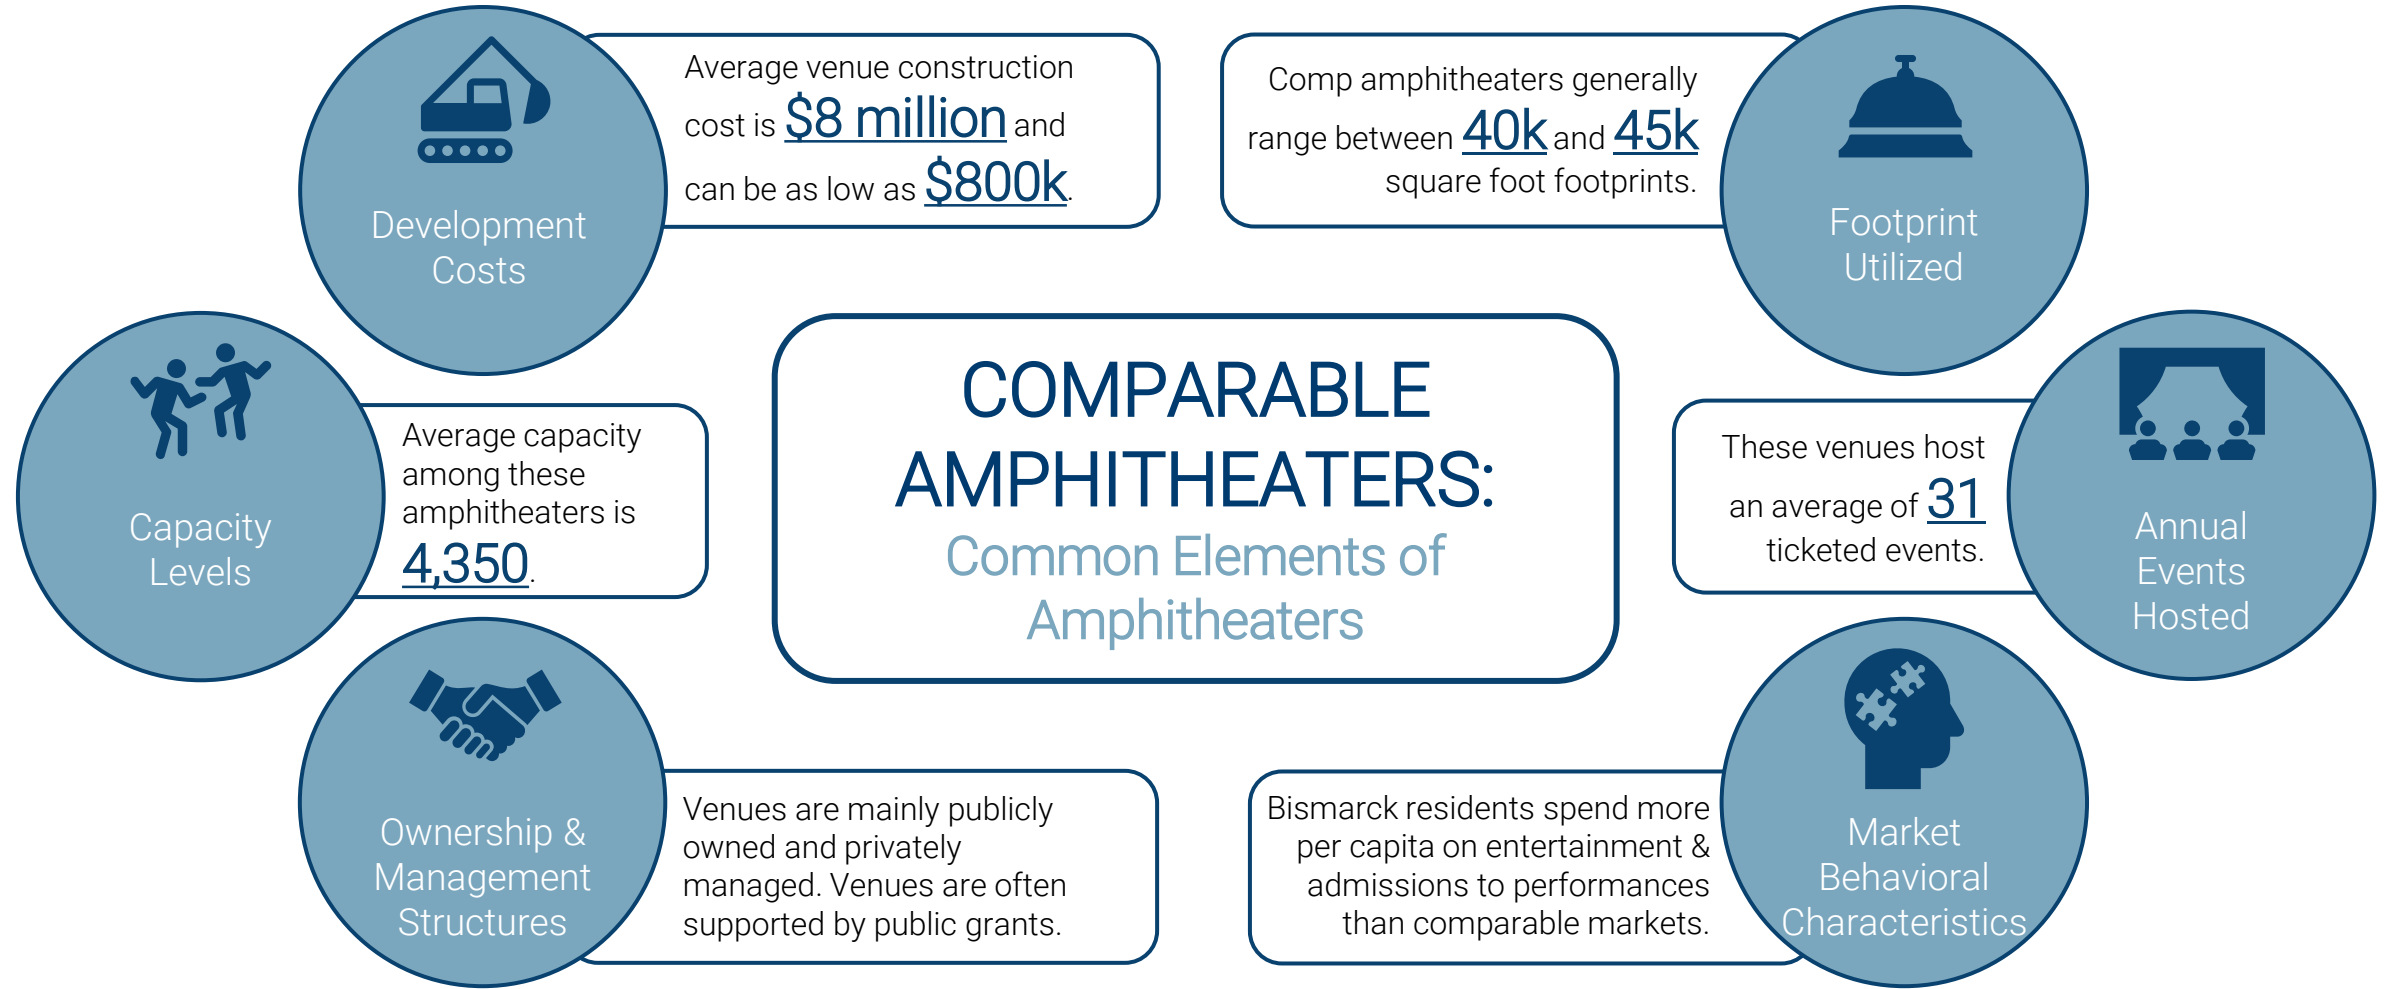 Development
Costs
Average venue construction
cost is $8 million and
can be as low as $800k.
Comp amphitheaters generally
range between 40k and 45k
square foot footprints.
Footprint
Utilized
Capacity
Levels
Average capacity
among these
amphitheaters is
4,350.
COMPARABLE
AMPHITHEATERS:
Common Elements of
Amphitheaters
These venues host
an average of 31
ticketed events.
Annual
Events
Hosted
Ownership &
Management
Structures
Venues are mainly publicly
owned and privately
managed. Venues are often
supported by public grants.
Bismarck residents spend more
per capita on entertainment &
admissions to performances
than comparable markets.
Market
Behavioral
Characteristics